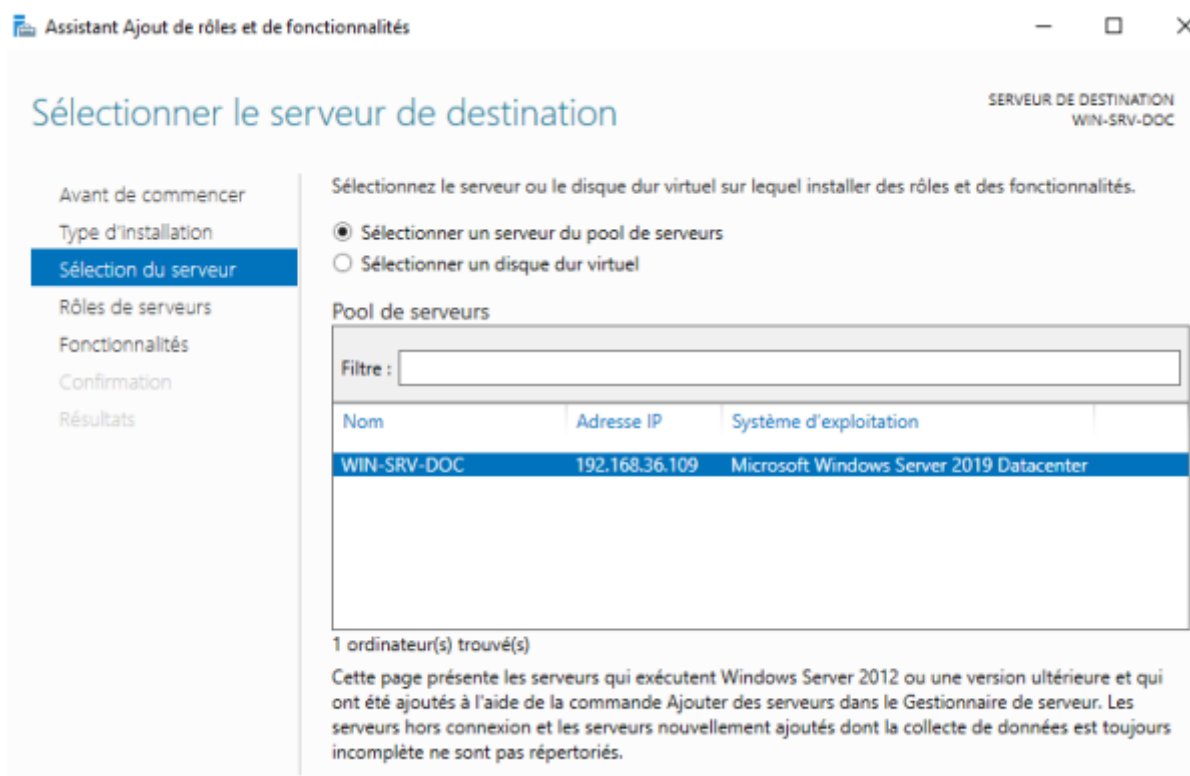 Assistant Ajout de rôles et de fonctionnalités
Sélectionner le serveur de destination
SERVEUR DE DESTINATION
WIN-SRV-DOC
Avant de commencer
Type d'installation
Sélection du serveur
Rôles de serveurs
Fonctionnalités
Confirmation
Résultats
Sélectionnez le serveur ou le disque dur virtuel sur lequel installer des rôles et des fonctionnalités.
Sélectionner un serveur du pool de serveurs
Sélectionner un disque dur virtuel
Pool de serveurs
Filtre :
Nom Adresse IP Système d'exploitation
WIN-SRV-DOC 192.168.36.109 Microsoft Windows Server 2019 Datacenter
1 ordinateur(s) trouvé(s)
Cette page présente les serveurs qui exécutent Windows Server 2012 ou une version ultérieure et qui
ont été ajoutés à l'aide de la commande Ajouter des serveurs dans le Gestionnaire de serveur. Les
serveurs hors connexion et les serveurs nouvellement ajoutés dont la collecte de données est toujours
incomplète ne sont pas répertoriés.